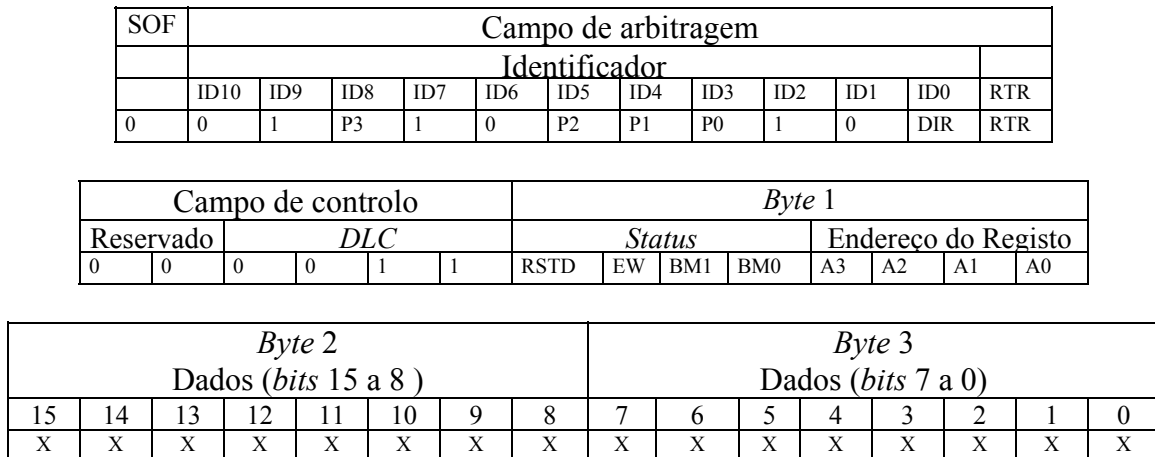 SOF Campo de arbitragem
Identificador
ID10 ID9 ID8 ID7 ID6 ID5 ID4 ID3 ID2 ID1 ID0 RTR
0 0 1 P3 1 0 P2 P1 P0 1 0 DIR RTR
Campo de controlo Byte 1
Reservado DLC Status Endereço do Registo
0 0 0 0 1 1 RSTD EW BM1 BM0 A3 A2 A1 A0
Byte 2 Byte 3
Dados (bits 15 a 8 ) Dados (bits 7 a 0)
15 14 13 12 11 10 9 8 7 6 5 4 3 2 1 0
X X X X X X X X X X X X X X X X